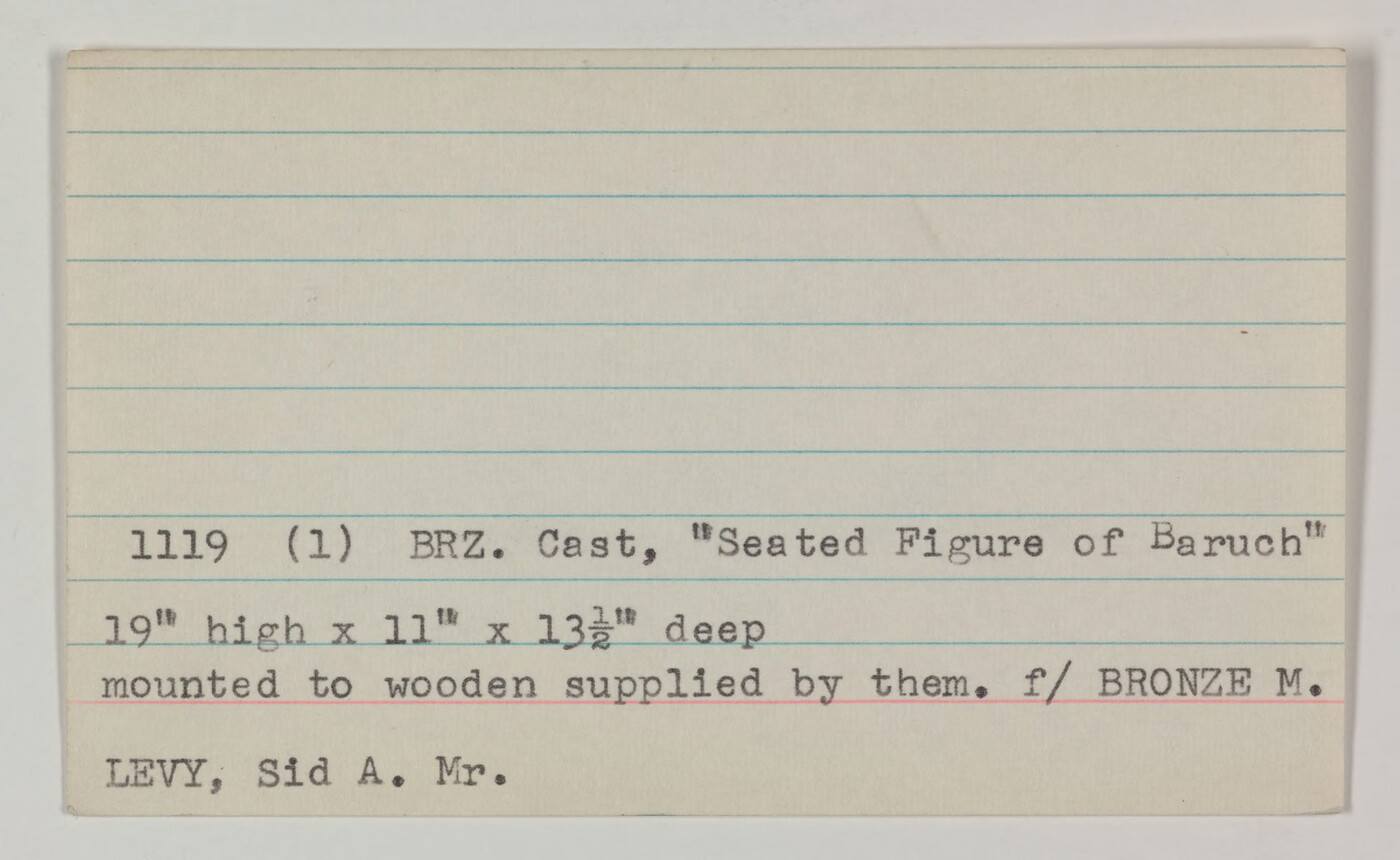 1119 (1) BRZ. Cast, "Seated Figure of Baruch"
19" high x 11" x 13½" deep
mounted to wooden supplied by them. f/ BRONZE M.
LEVY, Sid A. Mr.